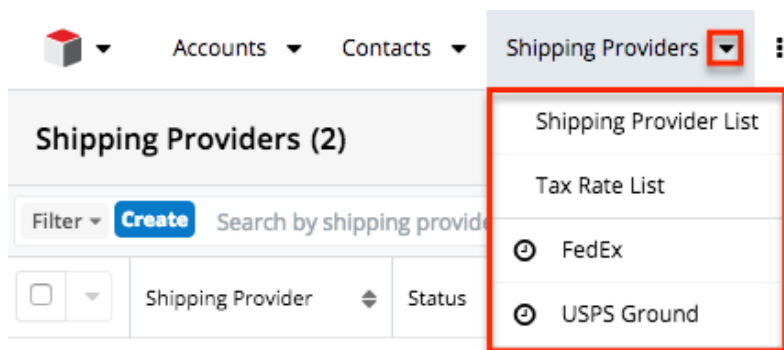 Accounts Contacts Shipping Providers
Shipping Providers (2)
Shipping Provider List
Tax Rate List
Filter Create Search by shipping provide
FedEx
Shipping Provider Status
USPS Ground